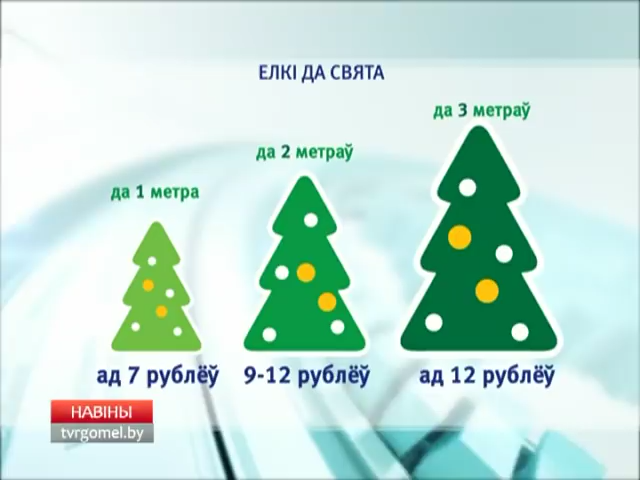 ЕЛКІ ДА СВЯТА
да 1 метра
да 2 метраў
да 3 метраў
ад 7 рублёў
9-12 рублёў
ад 12 рублёў
НАВІНЫ
tvrgomel.by